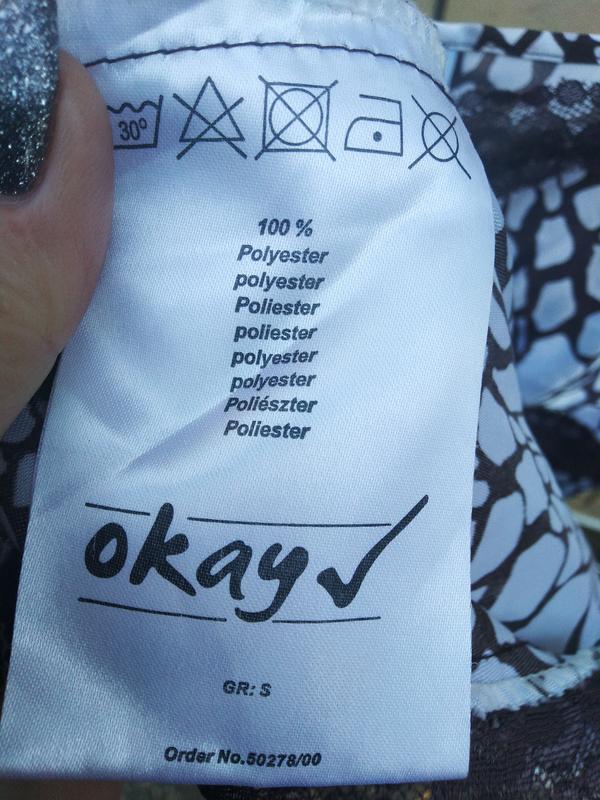 30°
100 %
Polyester
polyester
Poliester
poliester
polyester
polyester
Poliészter
Poliester
okay
GR: S
Order No.50278/00